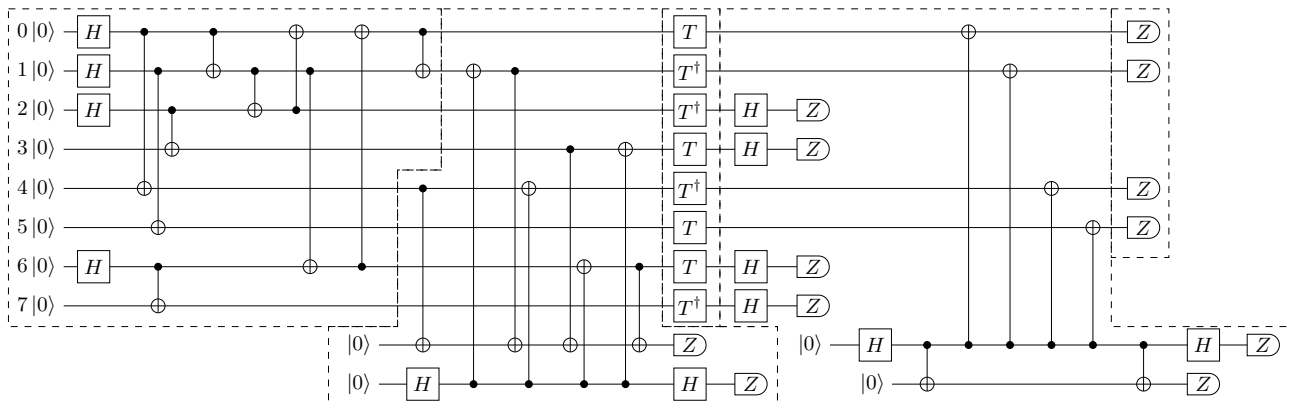 0 |0⟩ H T Z
1 |0⟩ H T† Z
2 |0⟩ H T† H Z
3 |0⟩ T H Z
4 |0⟩ T† Z
5 |0⟩ T Z
6 |0⟩ H T H Z
7 |0⟩ T† H Z
|0⟩ Z |0⟩ H H Z
|0⟩ H H Z |0⟩ Z